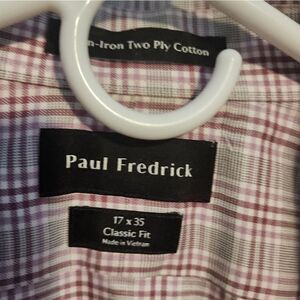 n-Iron Two Ply Cotton
Paul Fredrick
17 x 35
Classic Fit
Made in Vietnam